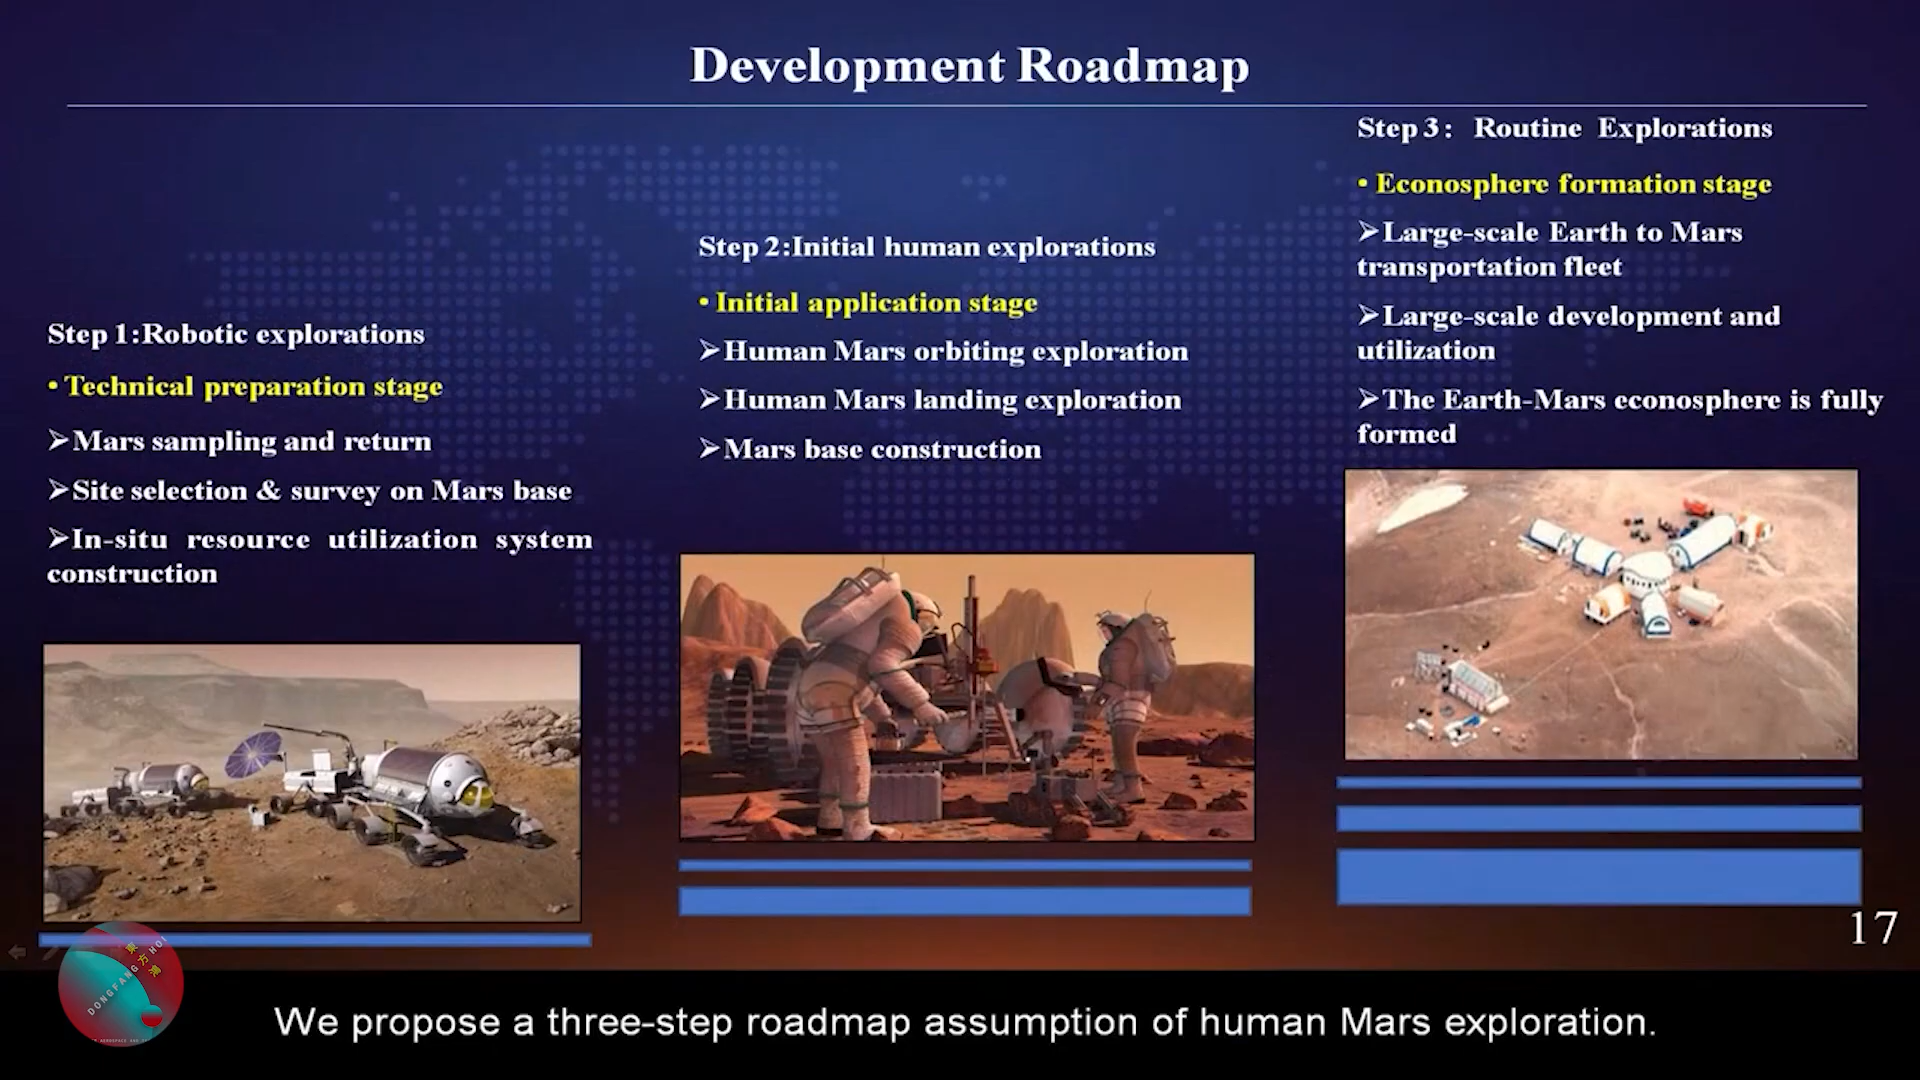 Development Roadmap
Step 1:Robotic explorations
• Technical preparation stage
➢Mars sampling and return
➢Site selection & survey on Mars base
➢In-situ resource utilization system
construction
Step 2:Initial human explorations
• Initial application stage
➢Human Mars orbiting exploration
➢Human Mars landing exploration
➢Mars base construction
Step 3: Routine Explorations
• Econosphere formation stage
➢Large-scale Earth to Mars
transportation fleet
➢Large-scale development and
utilization
➢The Earth-Mars econosphere is fully
formed
17
東方鴻
DONGFANG HOUR
We propose a three-step roadmap assumption of human Mars exploration.